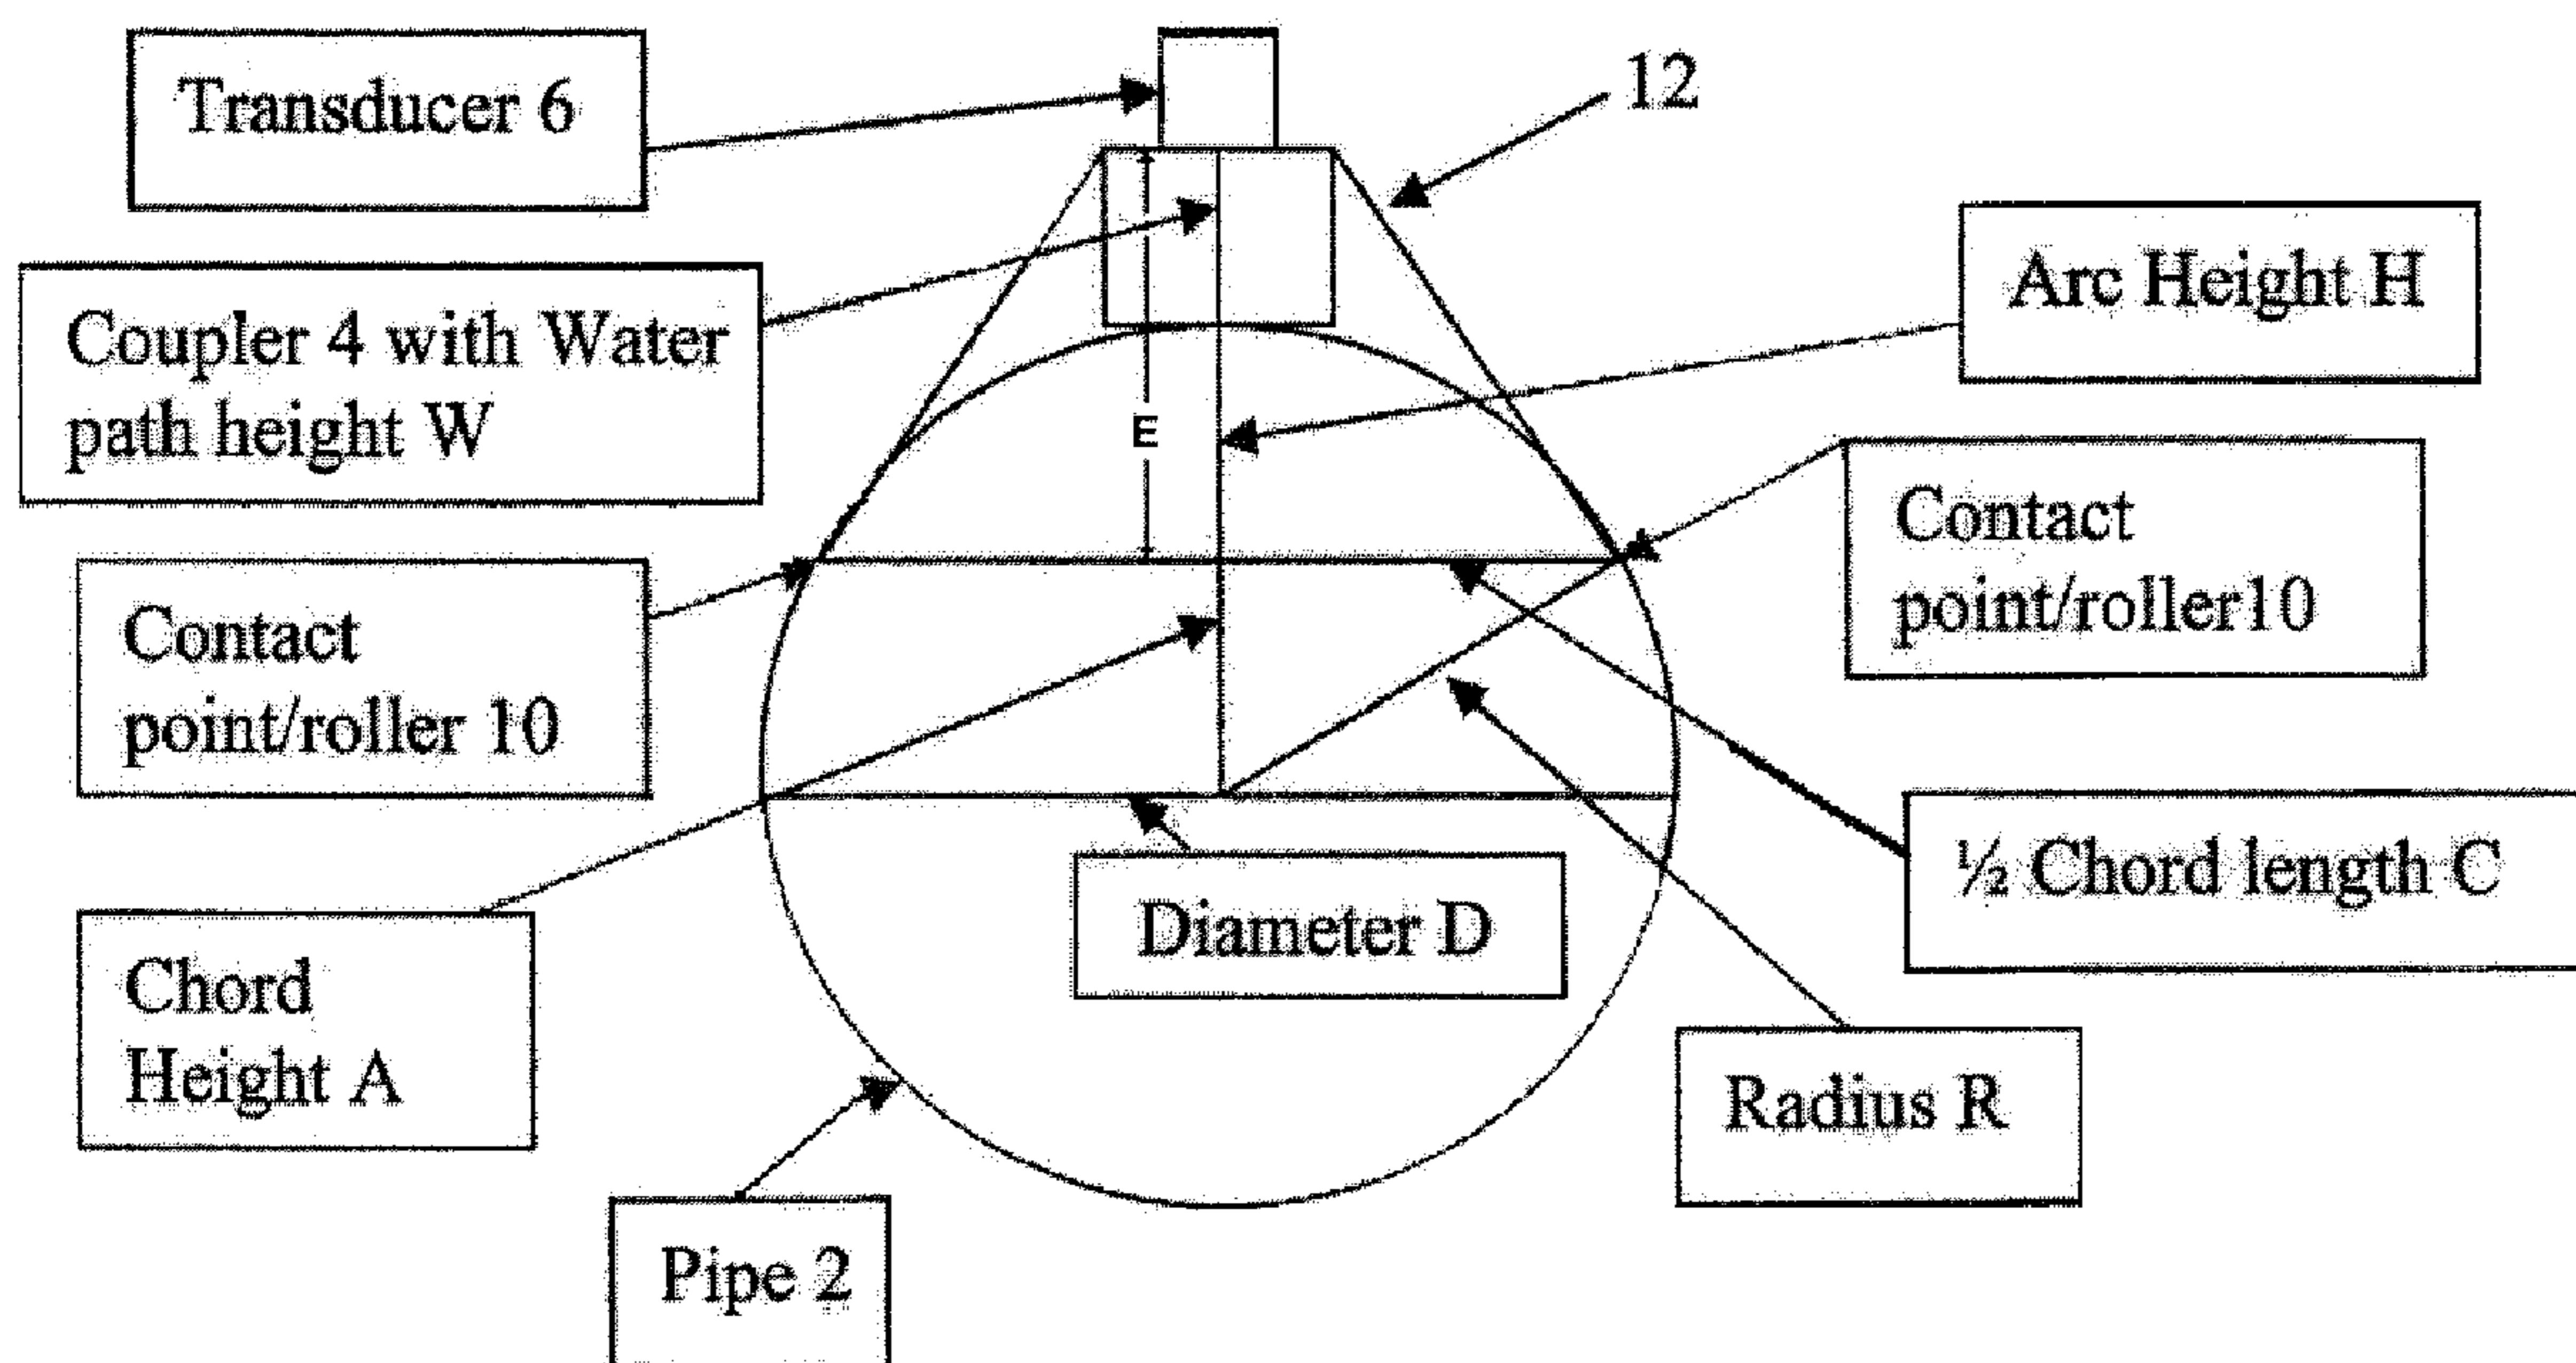 Transducer 6
12
Coupler 4 with Water
path height W
Arc Height H
E
Contact
point/roller10
Contact
point/roller 10
½ Chord length C
Diameter D
Chord
Height A
Radius R
Pipe 2